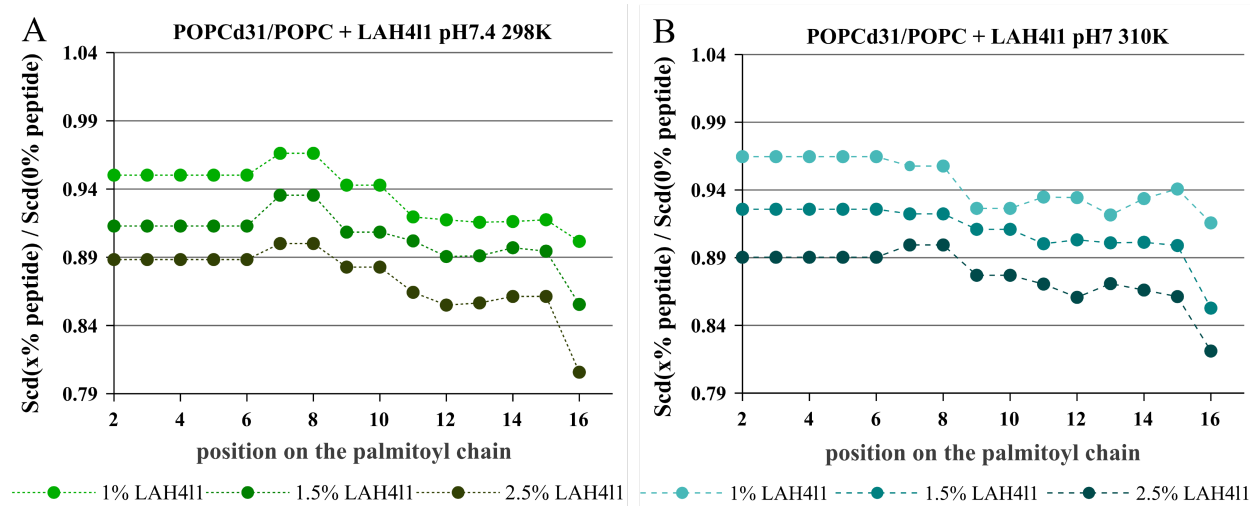 A
POPCd31/POPC + LAH4l1 pH7.4 298K
Scd(x% peptide) / Scd(0% peptide)
1.04
0.99
0.94
0.89
0.84
0.79
2 4 6 8 10 12 14 16
position on the palmitoyl chain
1% LAH4l1 1.5% LAH4l1 2.5% LAH4l1
B
POPCd31/POPC + LAH4l1 pH7 310K
Scd(x% peptide) / Scd(0% peptide)
1.04
0.99
0.94
0.89
0.84
0.79
2 4 6 8 10 12 14 16
position on the palmitoyl chain
1% LAH4l1 1.5% LAH4l1 2.5% LAH4l1